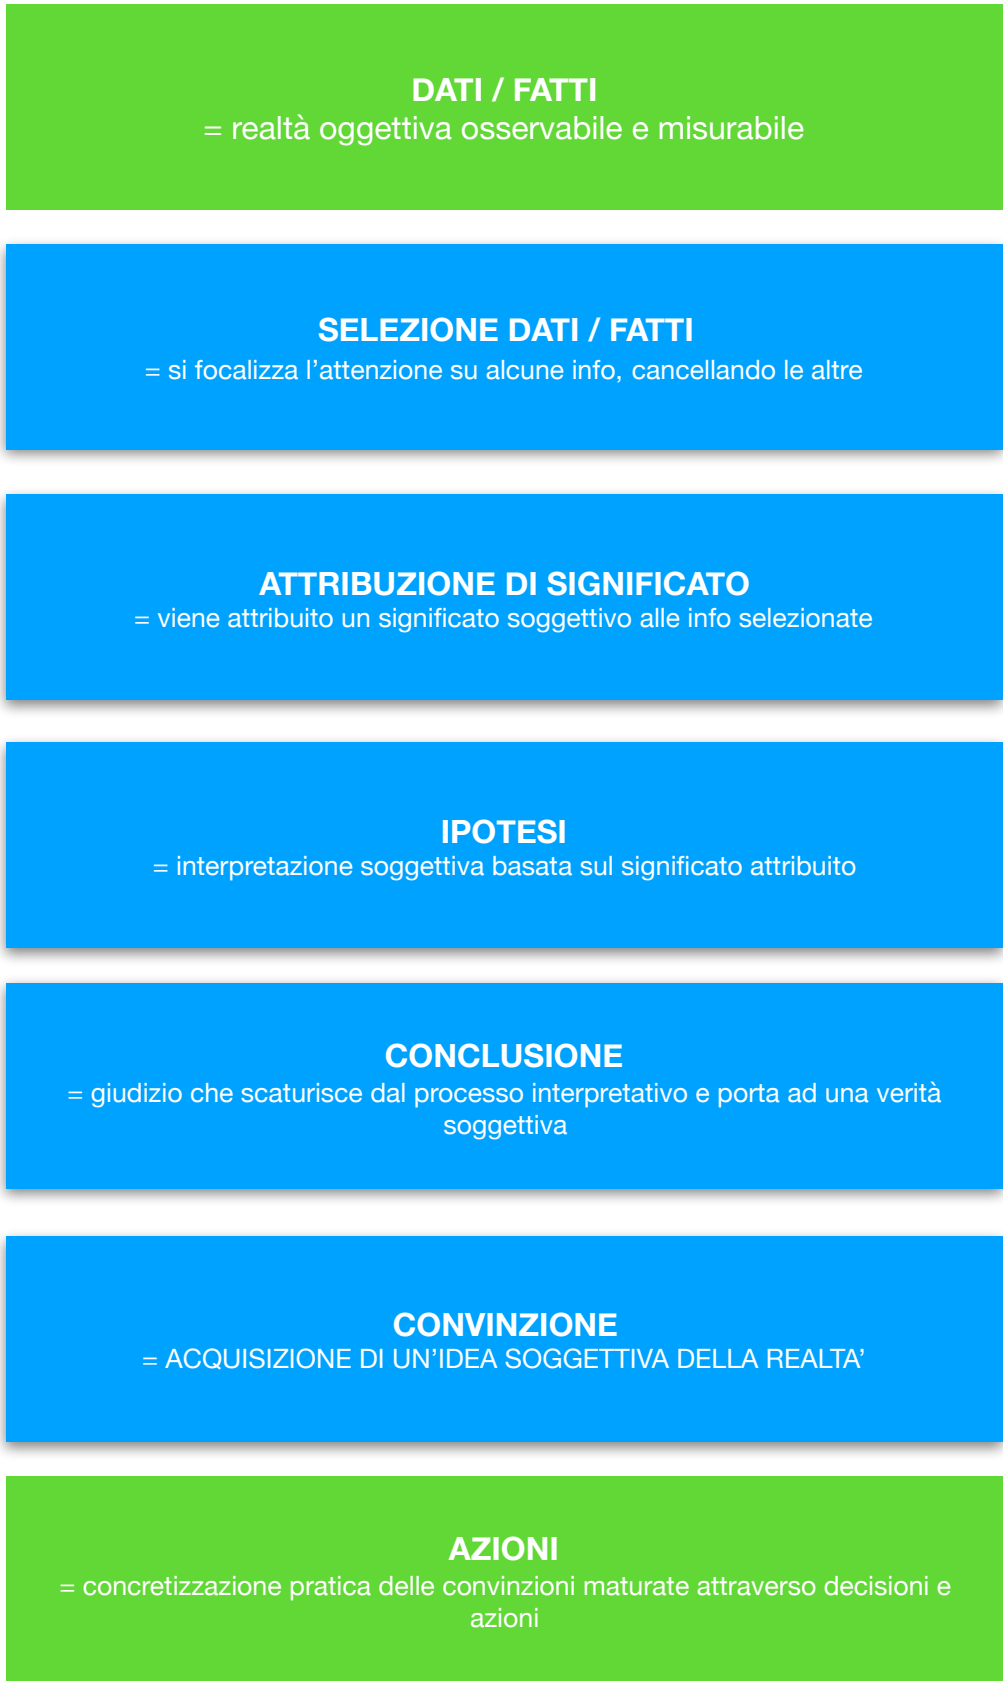 DATI / FATTI
= realtà oggettiva osservabile e misurabile
SELEZIONE DATI / FATTI
= si focalizza l’attenzione su alcune info, cancellando le altre
ATTRIBUZIONE DI SIGNIFICATO
= viene attribuito un significato soggettivo alle info selezionate
IPOTESI
= interpretazione soggettiva basata sul significato attribuito
CONCLUSIONE
= giudizio che scaturisce dal processo interpretativo e porta ad una verità
soggettiva
CONVINZIONE
= ACQUISIZIONE DI UN’IDEA SOGGETTIVA DELLA REALTA’
AZIONI
= concretizzazione pratica delle convinzioni maturate attraverso decisioni e
azioni